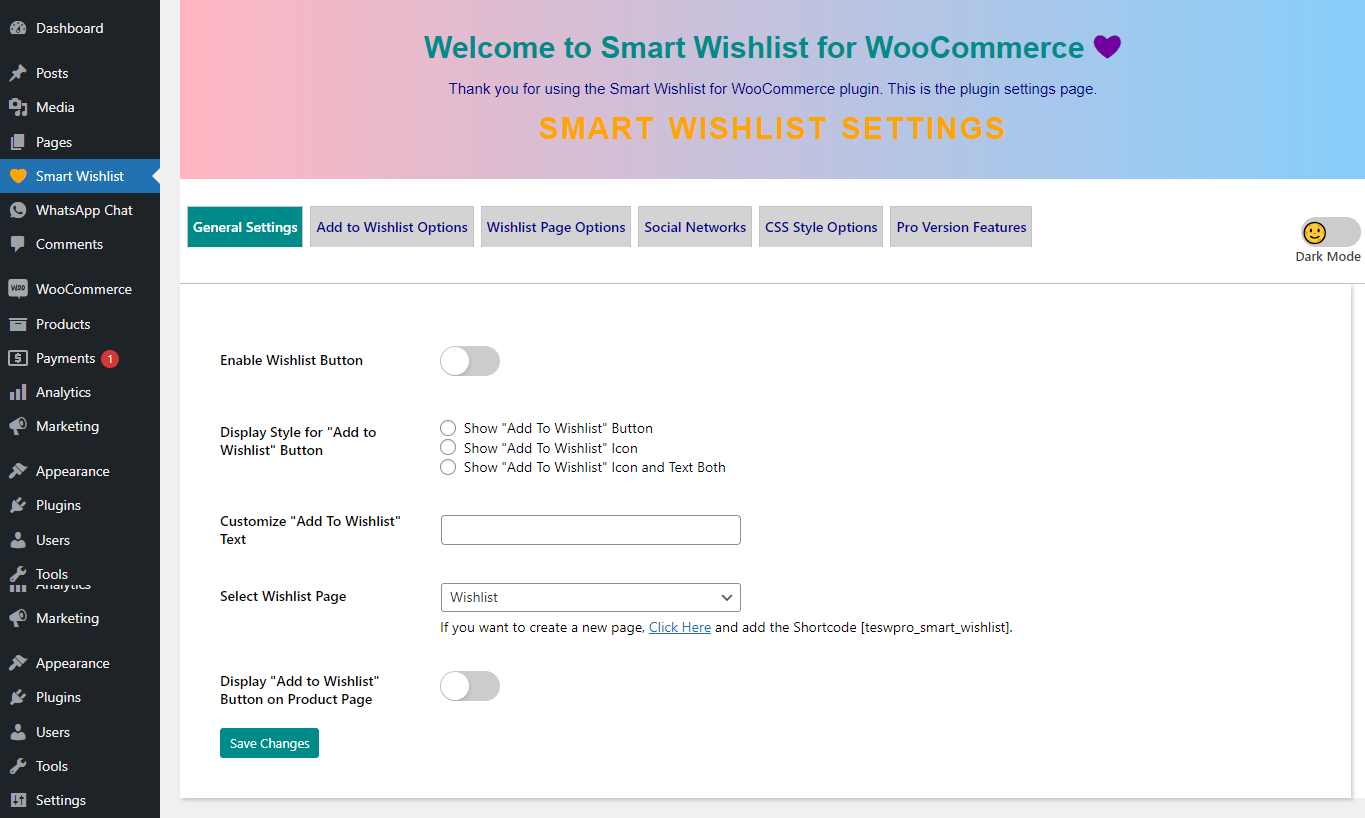 Dashboard
Posts
Media
Pages
Smart Wishlist
WhatsApp Chat
Comments
WOO WooCommerce
Products
Payments 1
Analytics
Marketing
Appearance
Plugins
Users
Tools
Analytics
Marketing
Appearance
Plugins
Users
Tools
Settings
Welcome to Smart Wishlist for WooCommerce
Thank you for using the Smart Wishlist for WooCommerce plugin. This is the plugin settings page.
SMART WISHLIST SETTINGS
General Settings Add to Wishlist Options Wishlist Page Options Social Networks CSS Style Options Pro Version Features
Dark Mode
Enable Wishlist Button
Display Style for "Add to
Wishlist" Button
Show "Add To Wishlist" Button
Show "Add To Wishlist" Icon
Show "Add To Wishlist" Icon and Text Both
Customize "Add To Wishlist"
Text
Select Wishlist Page
Wishlist
If you want to create a new page, Click Here and add the Shortcode [teswpro_smart_wishlist].
Display "Add to Wishlist"
Button on Product Page
Save Changes